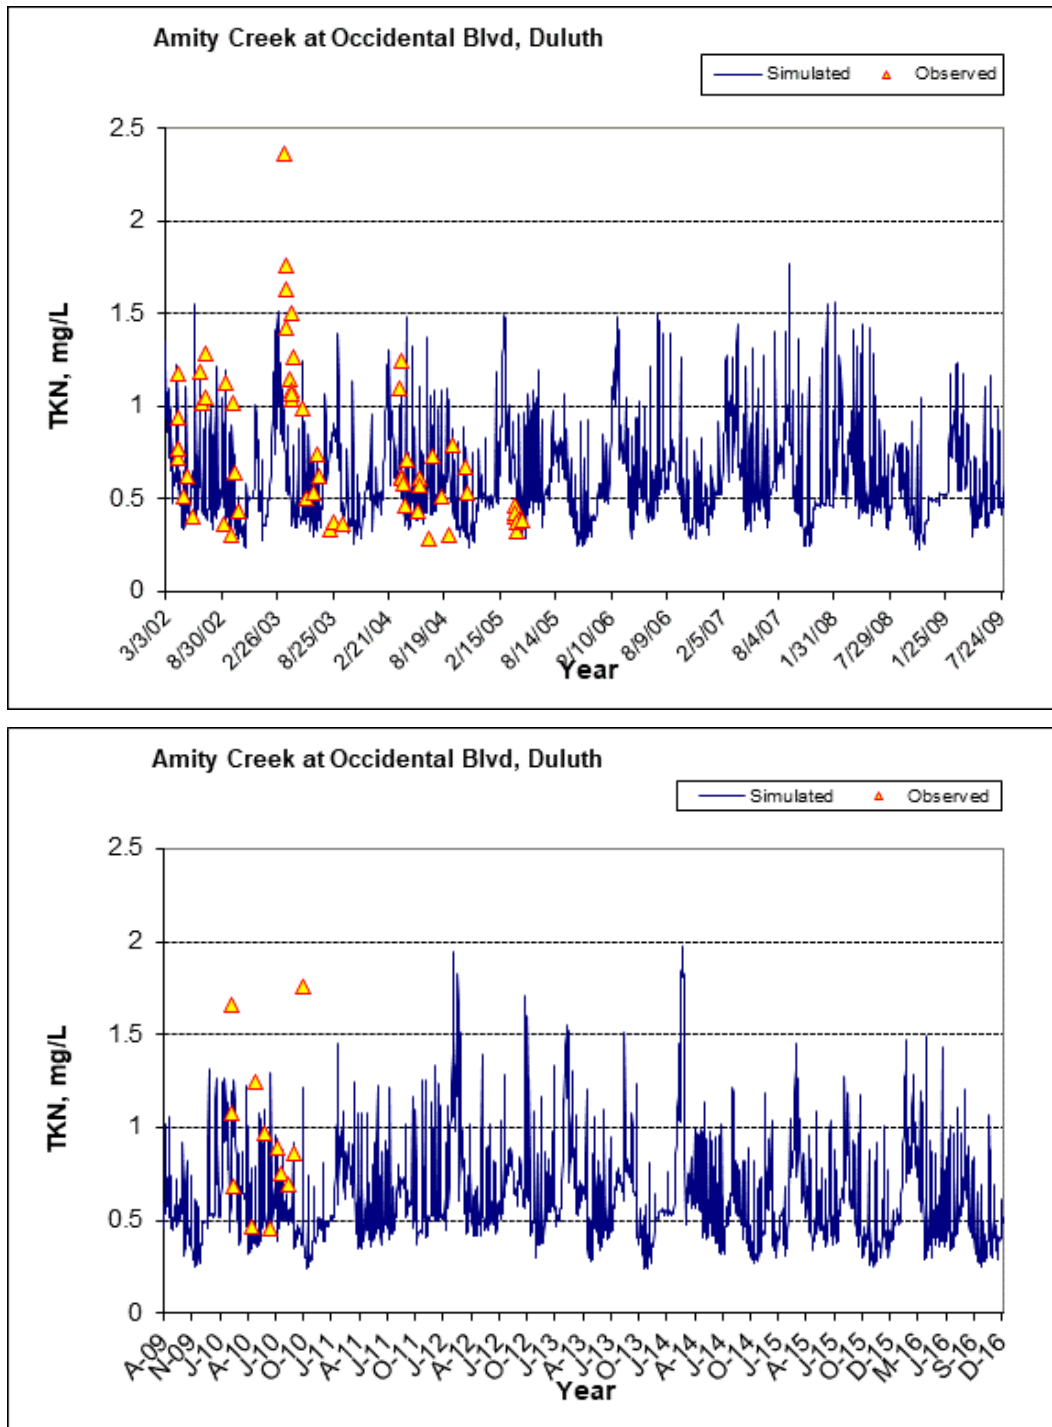 Amity Creek at Occidental Blvd, Duluth
Simulated Observed
2.5
2
1.5
1
0.5
0
TKN, mg/L
3/3/02 8/30/02 2/26/03 8/25/03 2/21/04 8/19/04 2/15/05 8/14/05 2/10/06 8/9/06 2/5/07 8/4/07 1/31/08 7/29/08 1/25/09 7/24/09
Year
Amity Creek at Occidental Blvd, Duluth
Simulated Observed
2.5
2
1.5
1
0.5
0
TKN, mg/L
A-09 N-09 J-10 A-10 J-10 O-10 J-11 A-11 J-11 O-11 J-12 A-12 J-12 O-12 J-13 A-13 J-13 O-13 J-14 A-14 J-14 O-14 J-15 A-15 J-15 O-15 D-15 M-16 J-16 S-16 D-16
Year